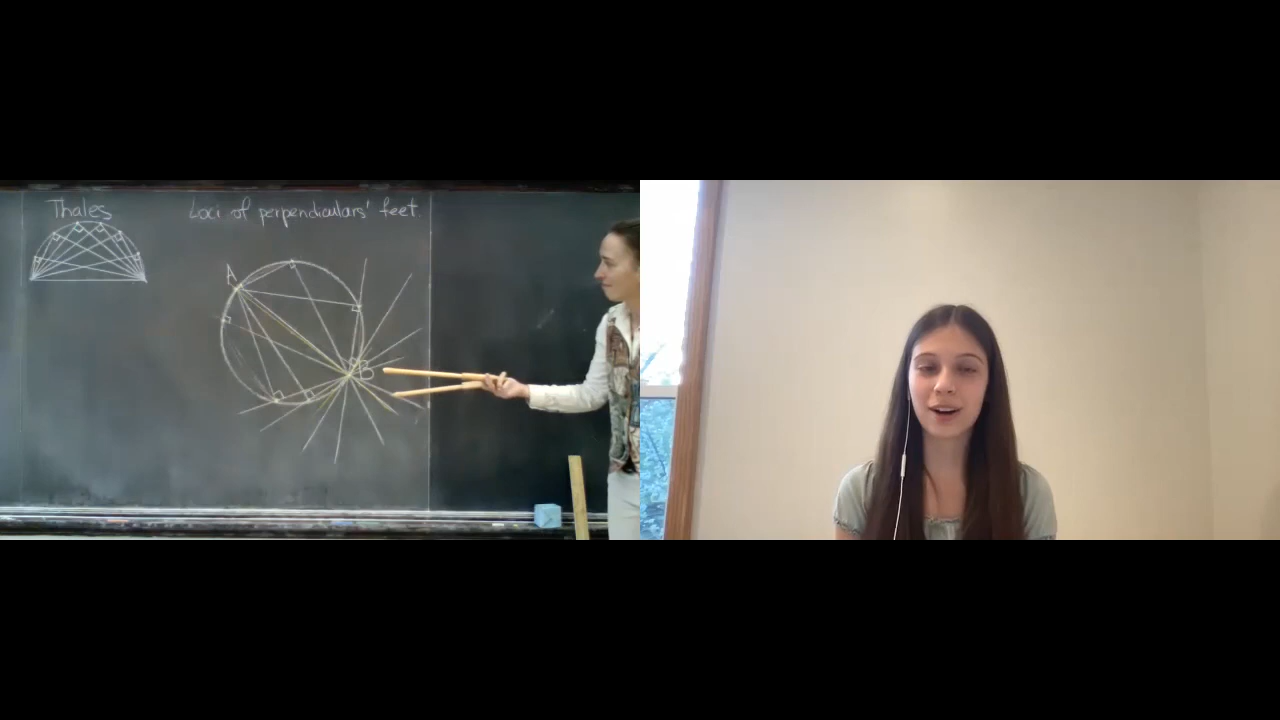 Thales
Loci of perpendiculars' feet.
A
B